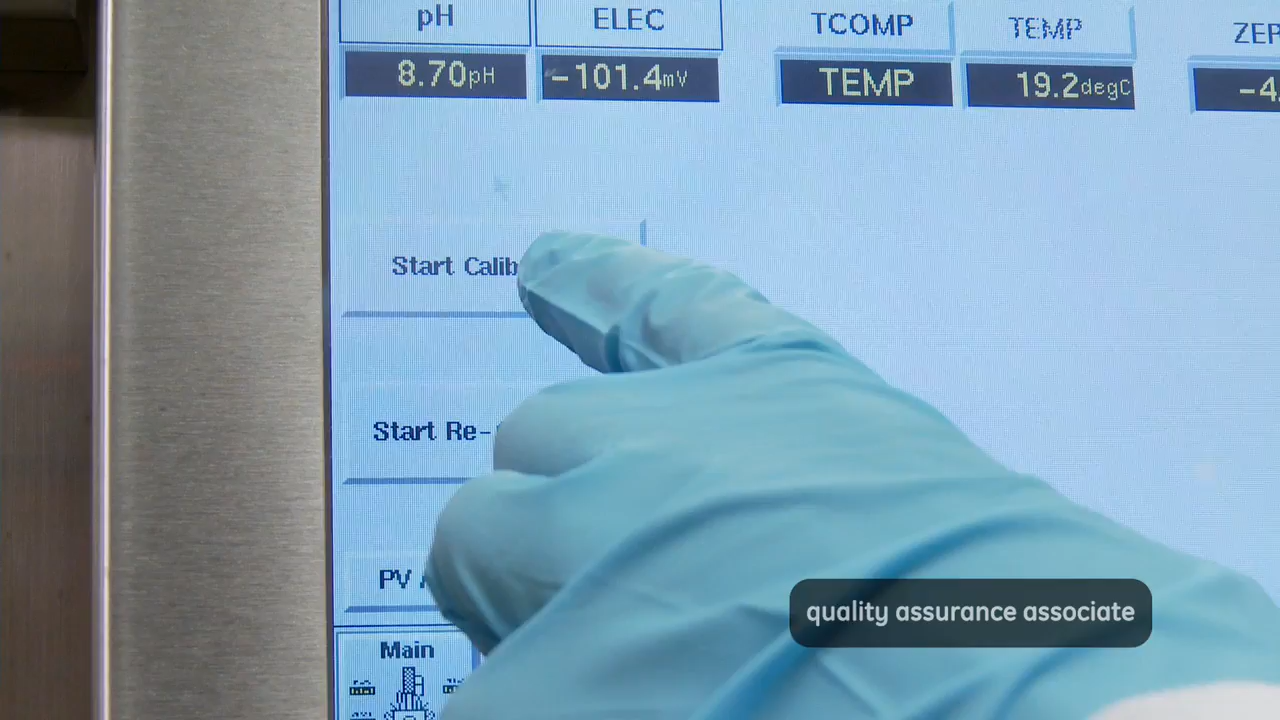 pH ELEC TCOMP TEMP
8.70pH -101.4mV TEMP 19.2degC -4
Start Calib
Start Re-
PV
Main
quality assurance associate